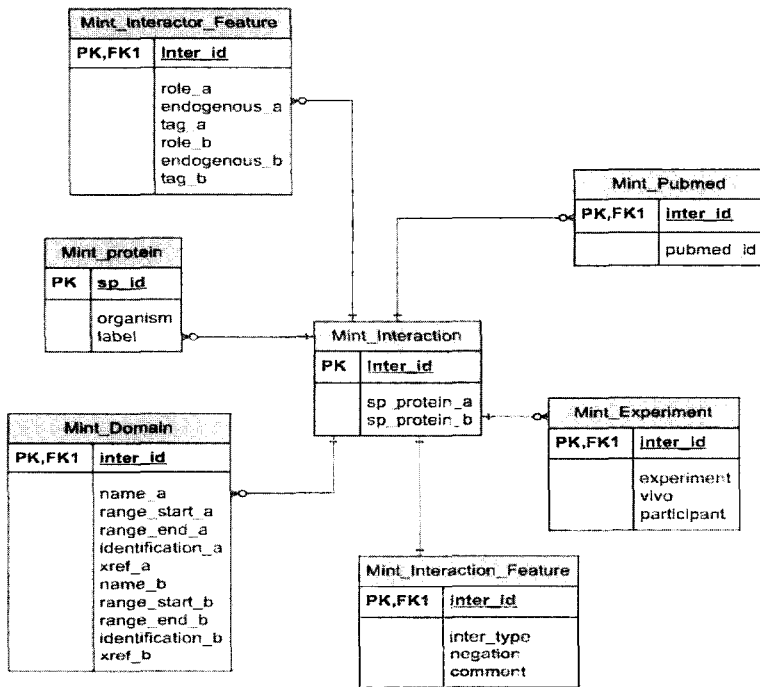 Mint_Interactor_Feature
PK,FK1 Inter_id
role_a
endogenous_a
tag_a
role_b
endogenous_b
tag_b
Mint_Pubmed
PK,FK1 inter_id
pubmed_id
Mint_protein
PK sp_id
organism
label
Mint_Interaction
PK Inter_id
sp_protein_a
sp_protein_b
Mint_Experiment
PK,FK1 inter_id
experiment
vivo
participant
Mint_Domain
PK,FK1 inter_id
name_a
range_start_a
range_end_a
identification_a
xref_a
name_b
range_start_b
range_end_b
identification_b
xref_b
Mint_Interaction_Feature
PK,FK1 inter_id
inter_type
negation
comment